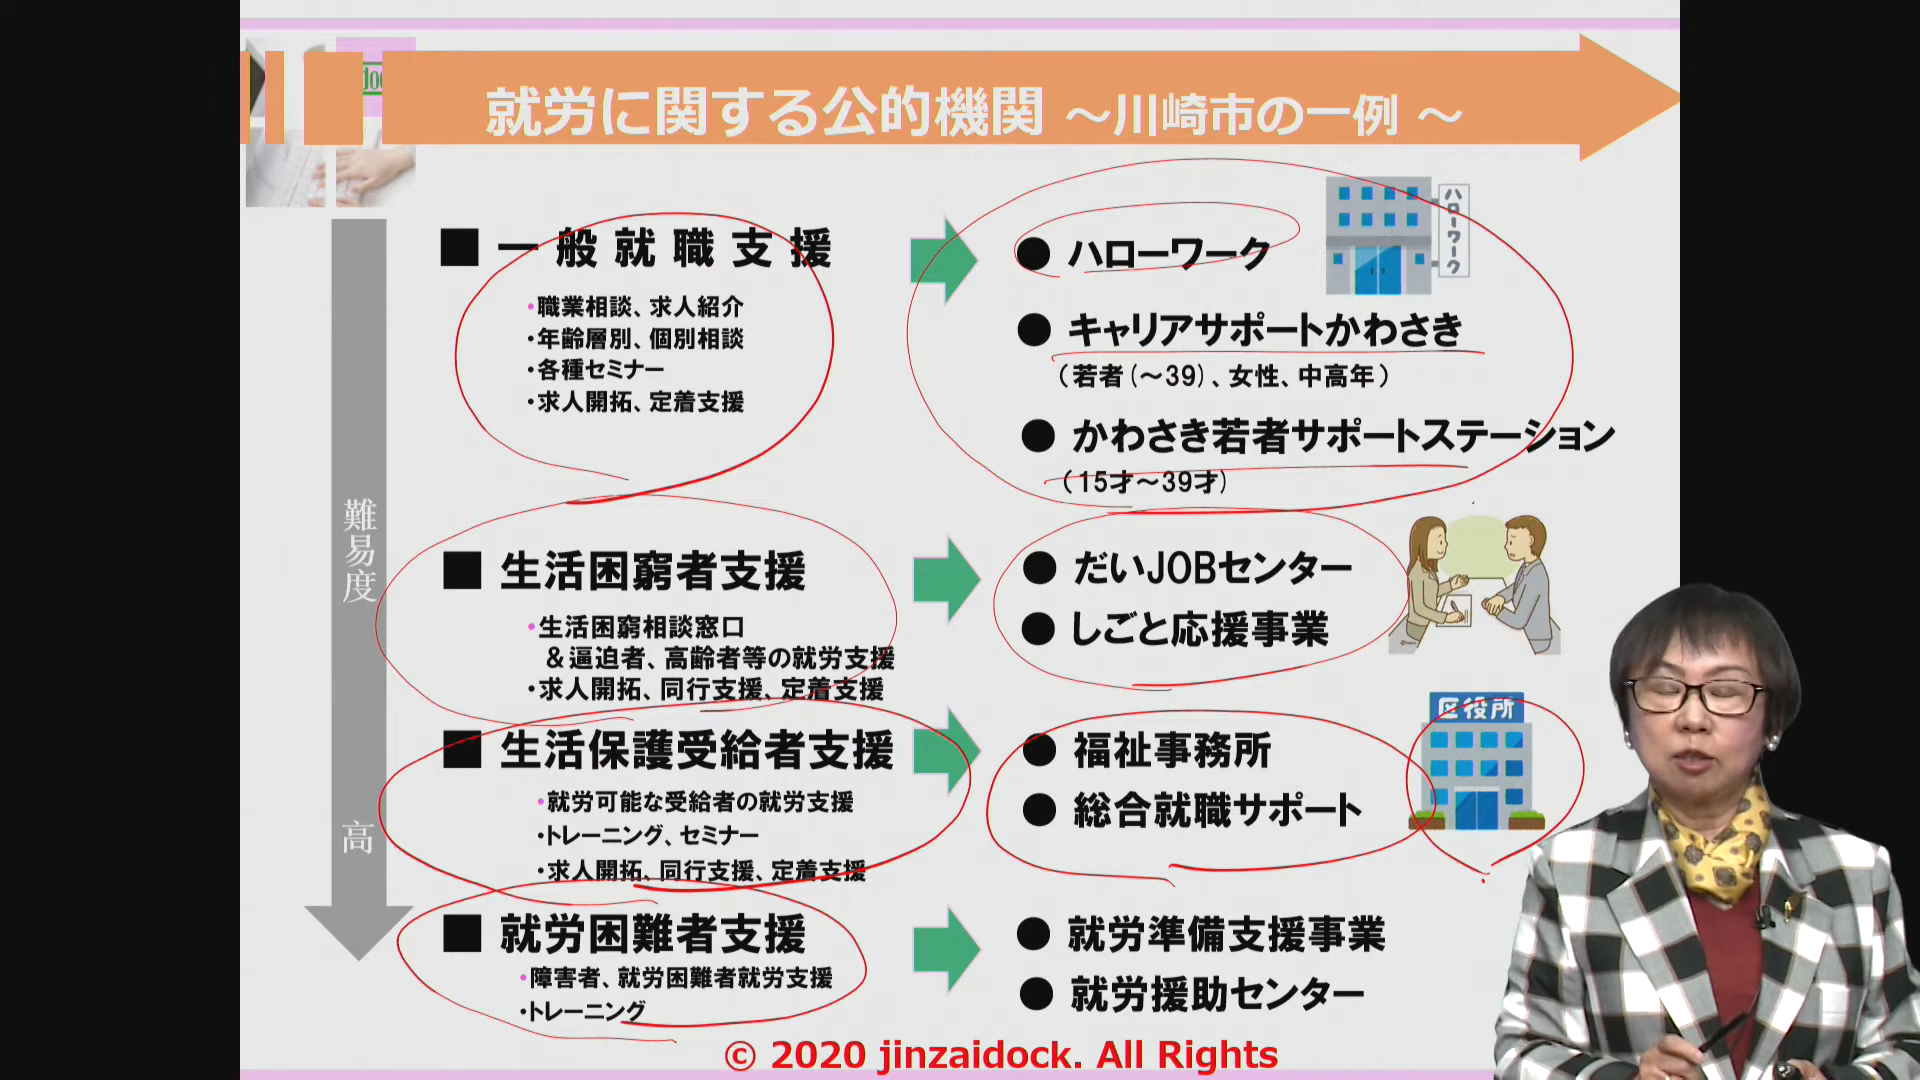 就労に関する公的機関 ～川崎市の一例 ～
難易度
高
■ 一般就職支援
・職業相談、求人紹介
・年齢層別、個別相談
・各種セミナー
・求人開拓、定着支援
● ハローワーク
ハローワーク
● キャリアサポートかわさき
（若者（～39）、女性、中高年）
● かわさき若者サポートステーション
（15才～39才）
■ 生活困窮者支援
・生活困窮相談窓口
＆逼迫者、高齢者等の就労支援
・求人開拓、同行支援、定着支援
● だいJOBセンター
● しごと応援事業
■ 生活保護受給者支援
・就労可能な受給者の就労支援
・トレーニング、セミナー
・求人開拓、同行支援、定着支援
● 福祉事務所
● 総合就職サポート
区役所
■ 就労困難者支援
・障害者、就労困難者就労支援
・トレーニング
● 就労準備支援事業
● 就労援助センター
© 2020 jinzaidock. All Rights